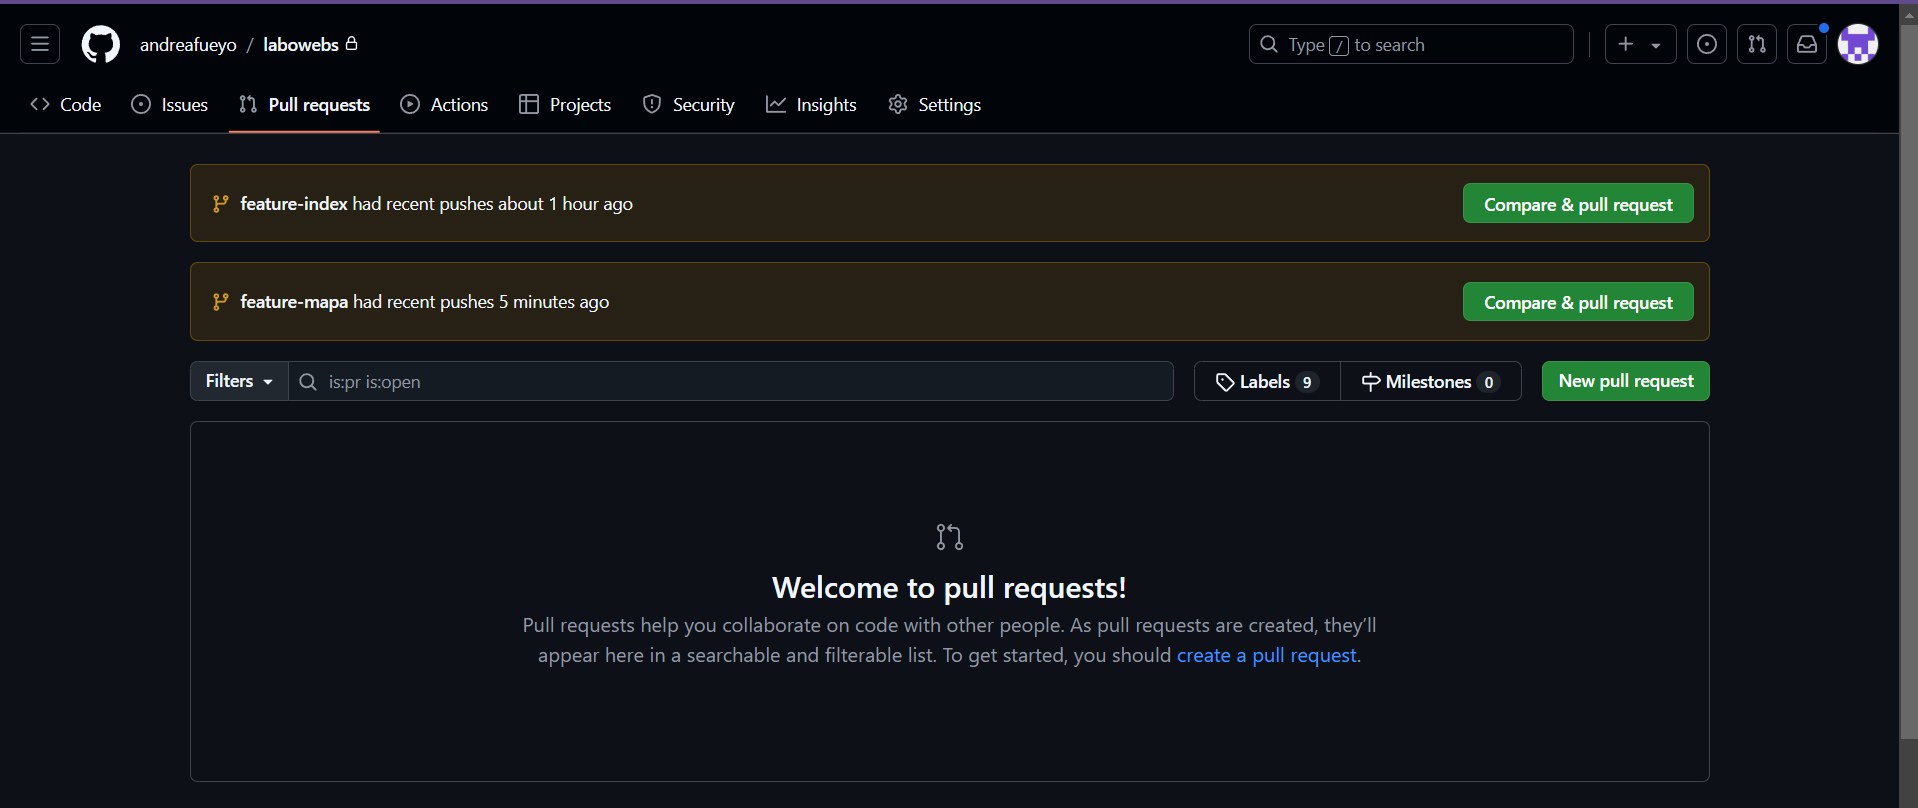 andreafueyo / labowebs
Type / to search
Code Issues Pull requests Actions Projects Security Insights Settings
feature-index had recent pushes about 1 hour ago
Compare & pull request
feature-mapa had recent pushes 5 minutes ago
Compare & pull request
Filters is:pr is:open Labels 9 Milestones 0 New pull request
Welcome to pull requests!
Pull requests help you collaborate on code with other people. As pull requests are created, they’ll
appear here in a searchable and filterable list. To get started, you should create a pull request.